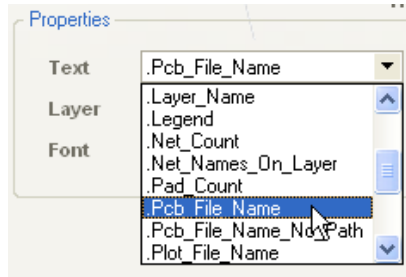 Properties
Text .Pcb_File_Name
Layer
Font
.Layer_Name
.Legend
.Net_Count
.Net_Names_On_Layer
.Pad_Count
.Pcb_File_Name
.Pcb_File_Name_No_Path
.Plot_File_Name